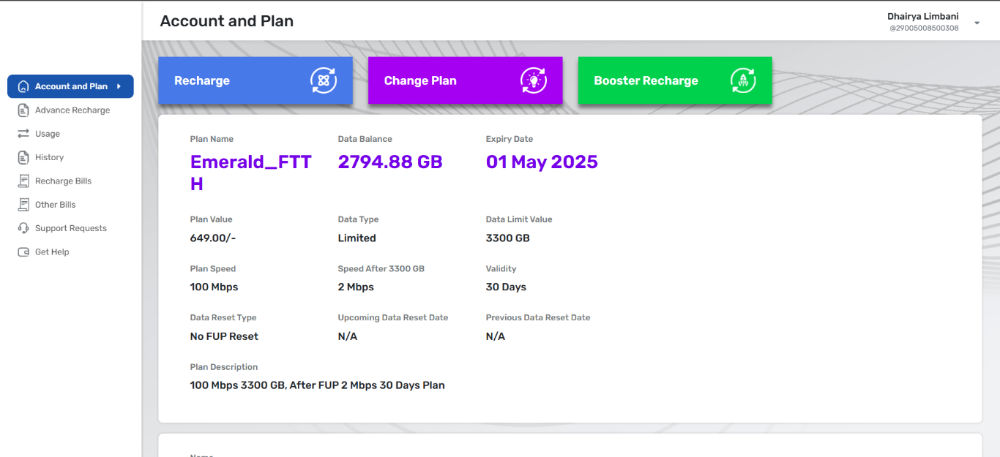 Account and Plan
Dhairya Limbani
@29005008500308
Account and Plan
Advance Recharge
Usage
History
Recharge Bills
Other Bills
Support Requests
Get Help
Recharge
Change Plan
Booster Recharge
Plan Name
Data Balance
Expiry Date
Emerald_FTT
H
2794.88 GB
01 May 2025
Plan Value
Data Type
Data Limit Value
649.00/-
Limited
3300 GB
Plan Speed
Speed After 3300 GB
Validity
100 Mbps
2 Mbps
30 Days
Data Reset Type
Upcoming Data Reset Date
Previous Data Reset Date
No FUP Reset
N/A
N/A
Plan Description
100 Mbps 3300 GB, After FUP 2 Mbps 30 Days Plan
Name